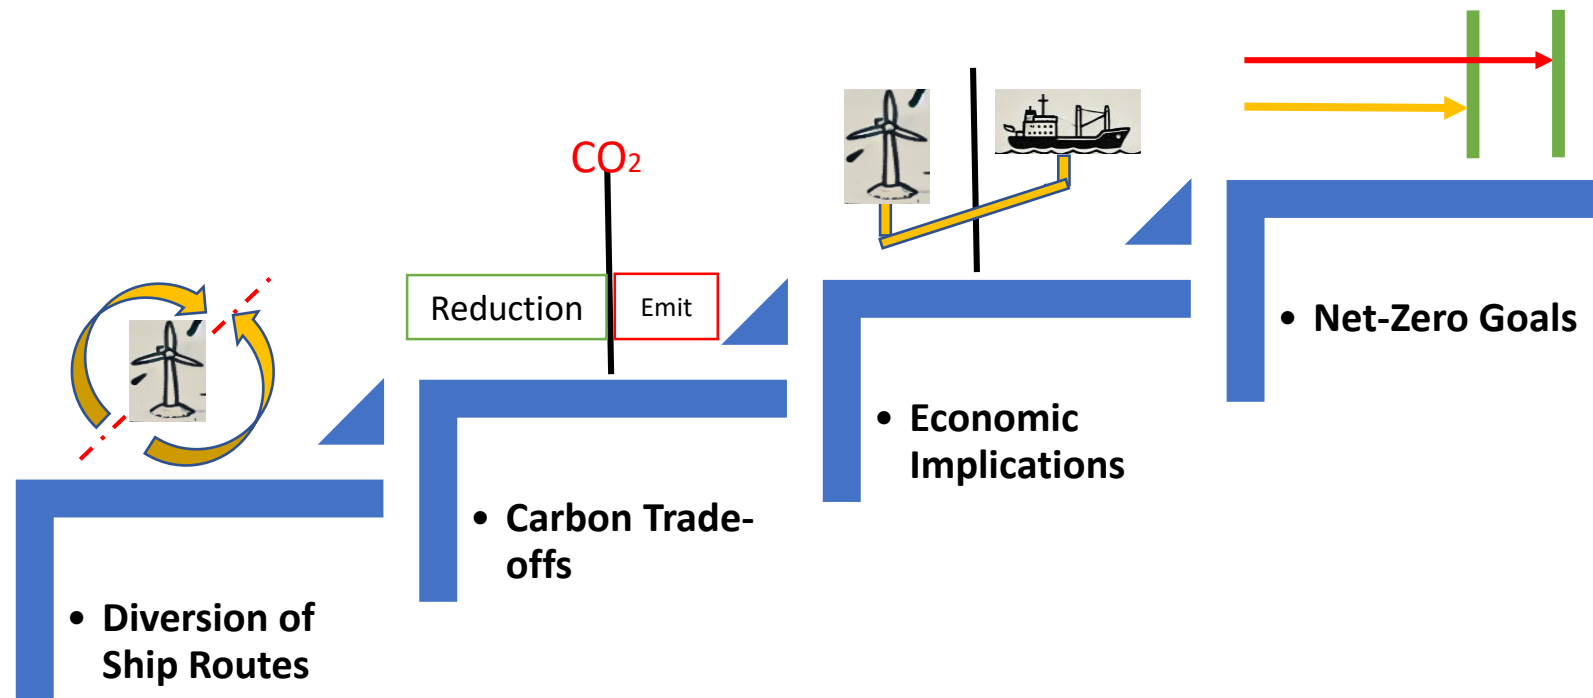 CO₂
Reduction
Emit
• Diversion of
Ship Routes
• Carbon Trade-
offs
• Economic
Implications
• Net-Zero Goals